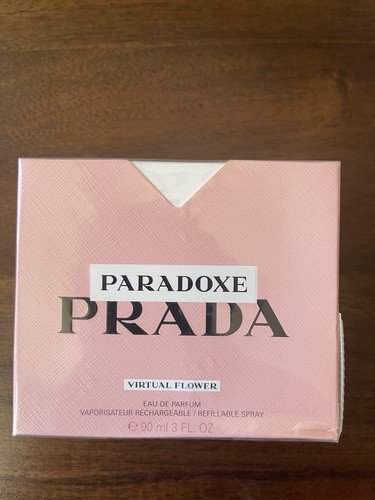 PARADOXE
PRADA
VIRTUAL FLOWER
EAU DE PARFUM
VAPORISATEUR RECHARGEABLE / REFILLABLE SPRAY
℮ 90 ml 3 FL. OZ.